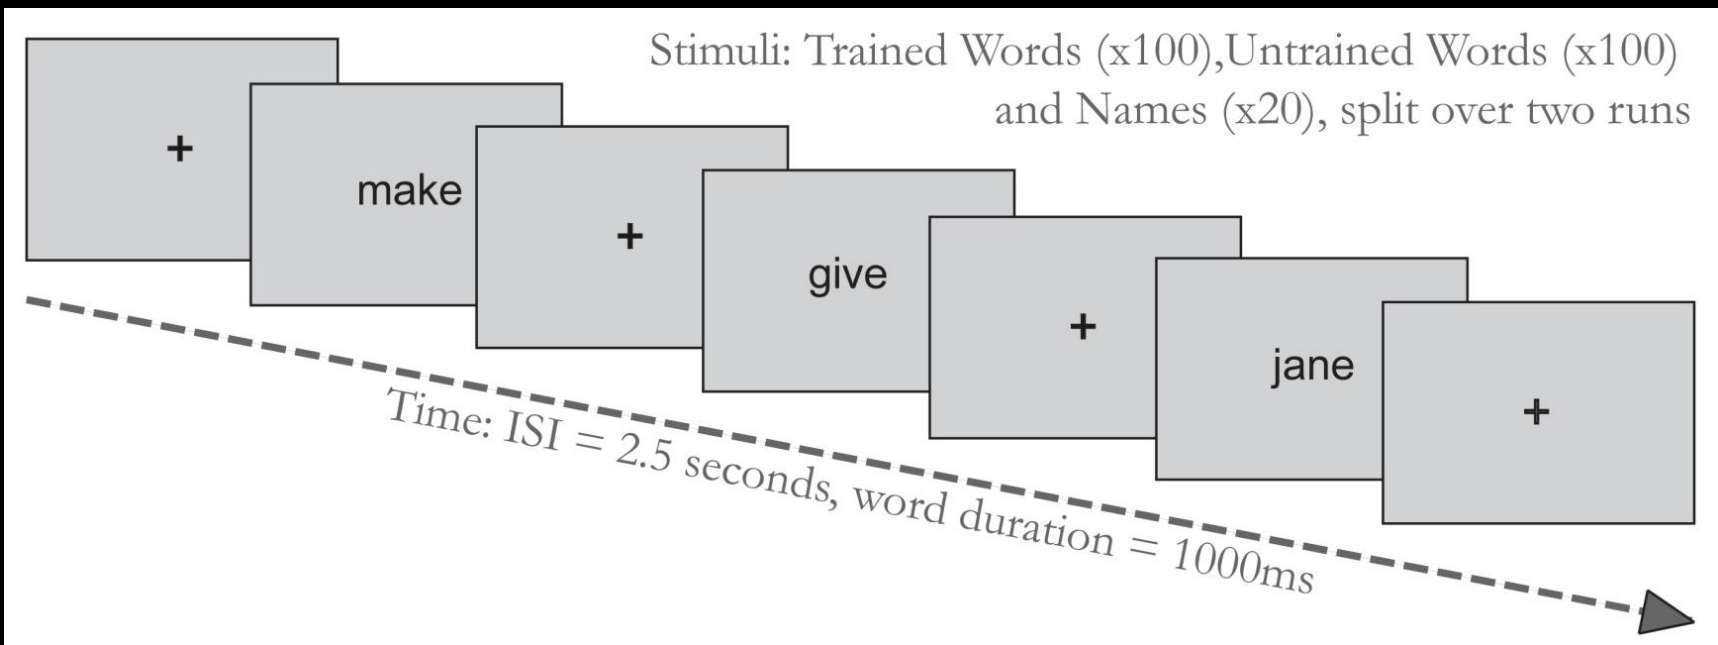 Stimuli: Trained Words (x100),Untrained Words (x100)
and Names (x20), split over two runs
+
make
+
give
+
jane
+
Time: ISI = 2.5 seconds, word duration = 1000ms